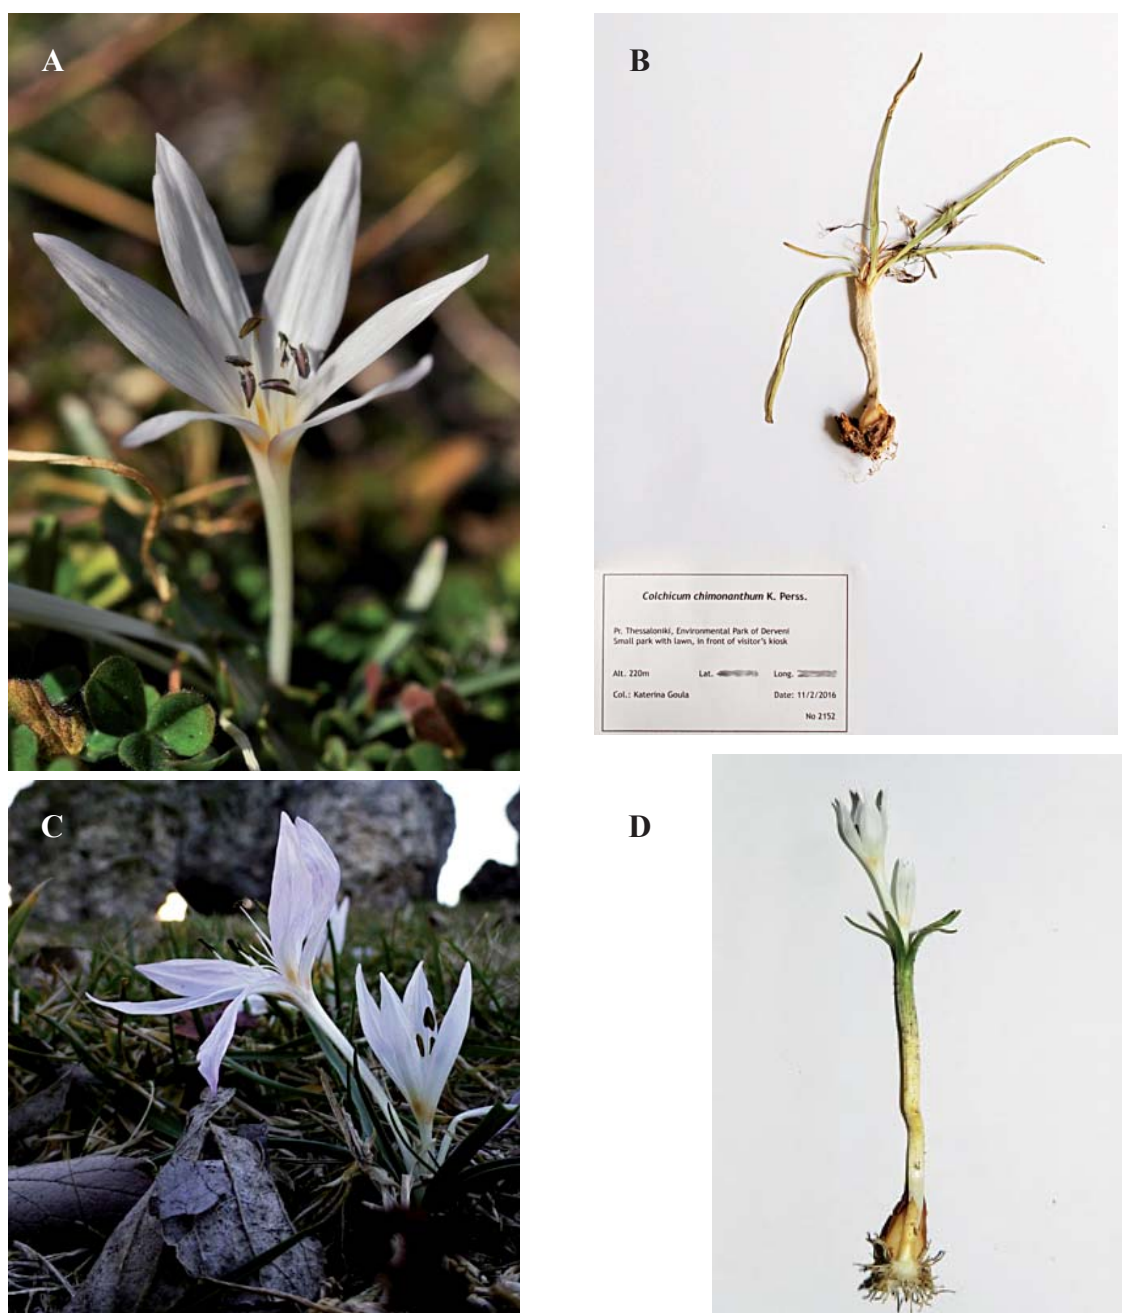 A
B
Colchicum chimonanthum K. Perss.
Pr. Thessaloniki, Environmental Park of Derveni
Small park with lawn, in front of visitor's kiosk
Alt. 220m Lat. Long.
Col.: Katerina Goula Date: 11/2/2016
No 2152
C
D